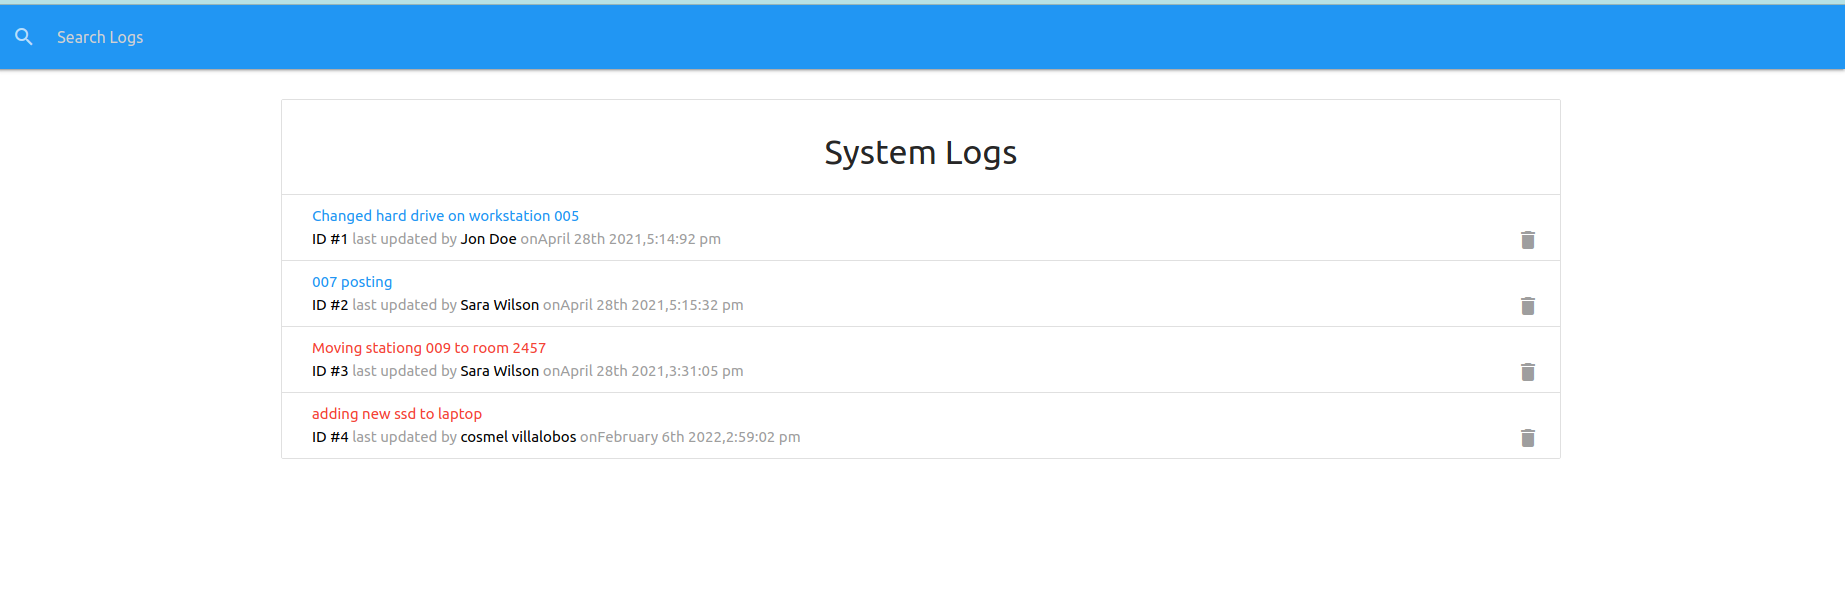 Search Logs
System Logs
Changed hard drive on workstation 005
ID #1 last updated by Jon Doe onApril 28th 2021,5:14:92 pm
007 posting
ID #2 last updated by Sara Wilson onApril 28th 2021,5:15:32 pm
Moving stationg 009 to room 2457
ID #3 last updated by Sara Wilson onApril 28th 2021,3:31:05 pm
adding new ssd to laptop
ID #4 last updated by cosmel villalobos onFebruary 6th 2022,2:59:02 pm